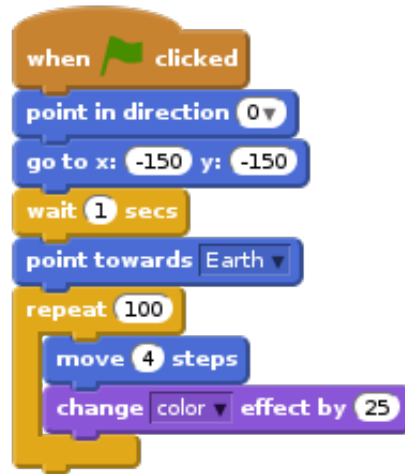 when clicked
point in direction 0
go to x: -150 y: -150
wait 1 secs
point towards Earth
repeat 100
move 4 steps
change color effect by 25